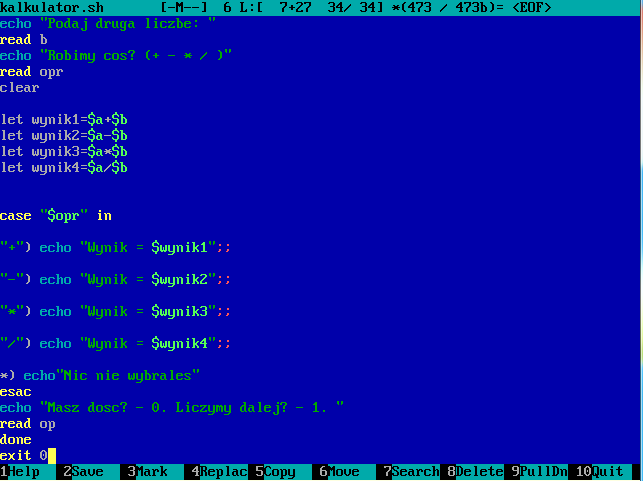 kalkulator.sh [-M--] 6 L:[ 7+27 34/ 34] *(473 / 473b)= <EOF>
echo "Podaj druga liczbe: "
read b
echo "Robimy cos? (+ - * / )"
read opr
clear
let wynik1=$a+$b
let wynik2=$a-$b
let wynik3=$a*$b
let wynik4=$a/$b
case "$opr" in
"+") echo "Wynik = $wynik1";;
"-") echo "Wynik = $wynik2";;
"*") echo "Wynik = $wynik3";;
"/") echo "Wynik = $wynik4";;
*) echo"Nic nie wybrales"
esac
echo "Masz dosc? - 0. Liczymy dalej? - 1. "
read op
done
exit 0
1Help 2Save 3Mark 4Replac 5Copy 6Move 7Search 8Delete 9PullDn 10Quit